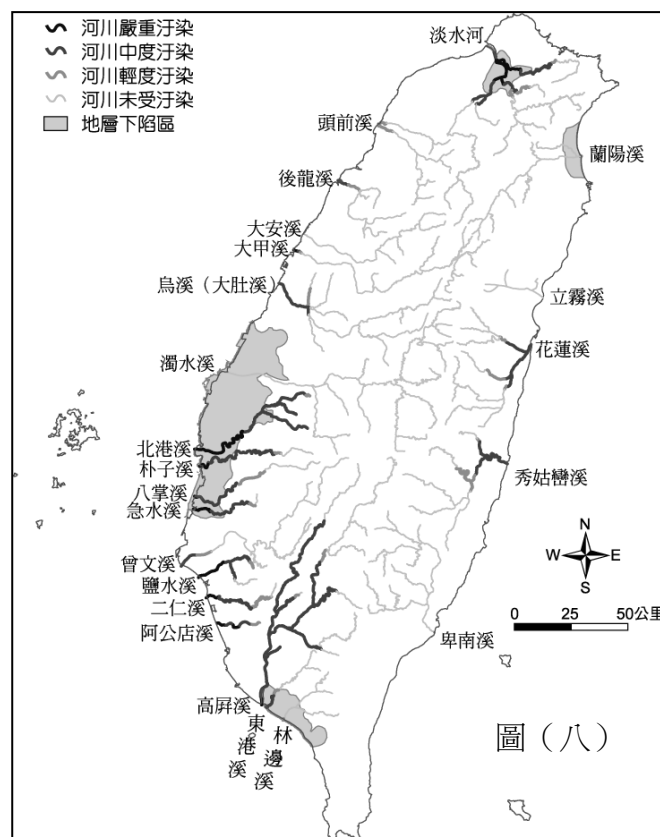 河川嚴重汙染
河川中度汙染
河川輕度汙染
河川未受汙染
地層下陷區
淡水河
頭前溪
蘭陽溪
後龍溪
大安溪
大甲溪
烏溪（大肚溪）
立霧溪
花蓮溪
濁水溪
北港溪
朴子溪
秀姑巒溪
八掌溪
急水溪
曾文溪
鹽水溪
二仁溪
阿公店溪
N
W E
S
0 25 50公里
卑南溪
高屏溪
東港溪
林邊溪
圖（八）